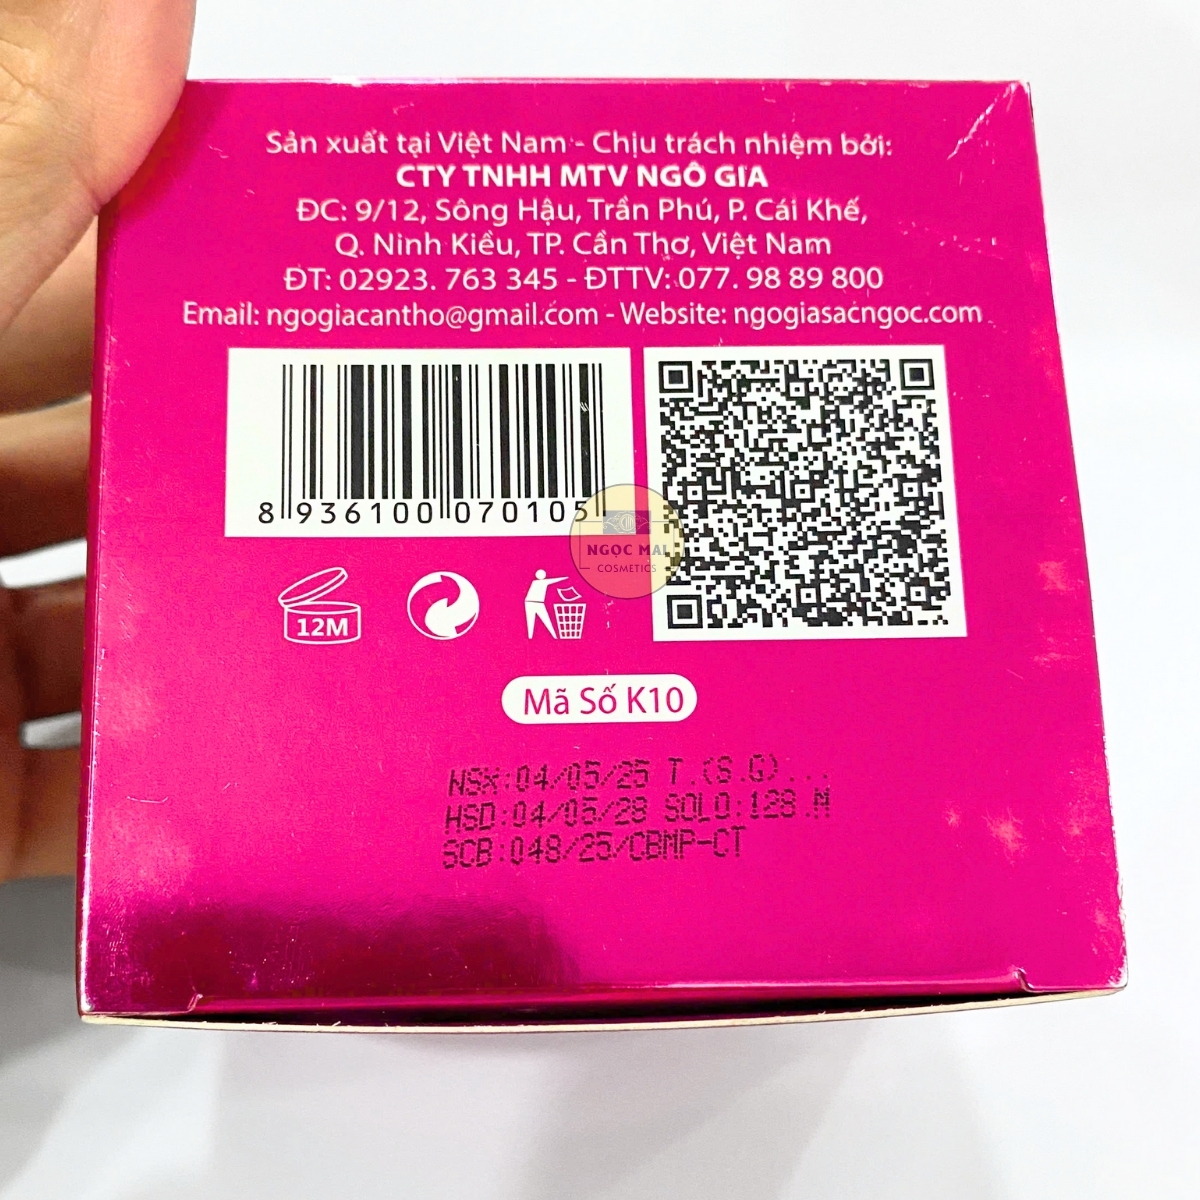 Sản xuất tại Việt Nam - Chịu trách nhiệm bởi:
CTY TNHH MTV NGÔ GIA
ĐC: 9/12, Sông Hậu, Trần Phú, P. Cái Khế,
Q. Ninh Kiều, TP. Cần Thơ, Việt Nam
ĐT: 02923. 763 345 - ĐTTV: 077. 98 89 800
Email: ngogiacantho@gmail.com - Website: ngogiasacngoc.com
8 936100 070105
NGỌC MAI
COSMETICS
12M
Mã Số K10
NSX:04/05/25 T.(S.G)...
HSD:04/05/28 SOLO:128.M
SCB:048/25/CBMP-CT